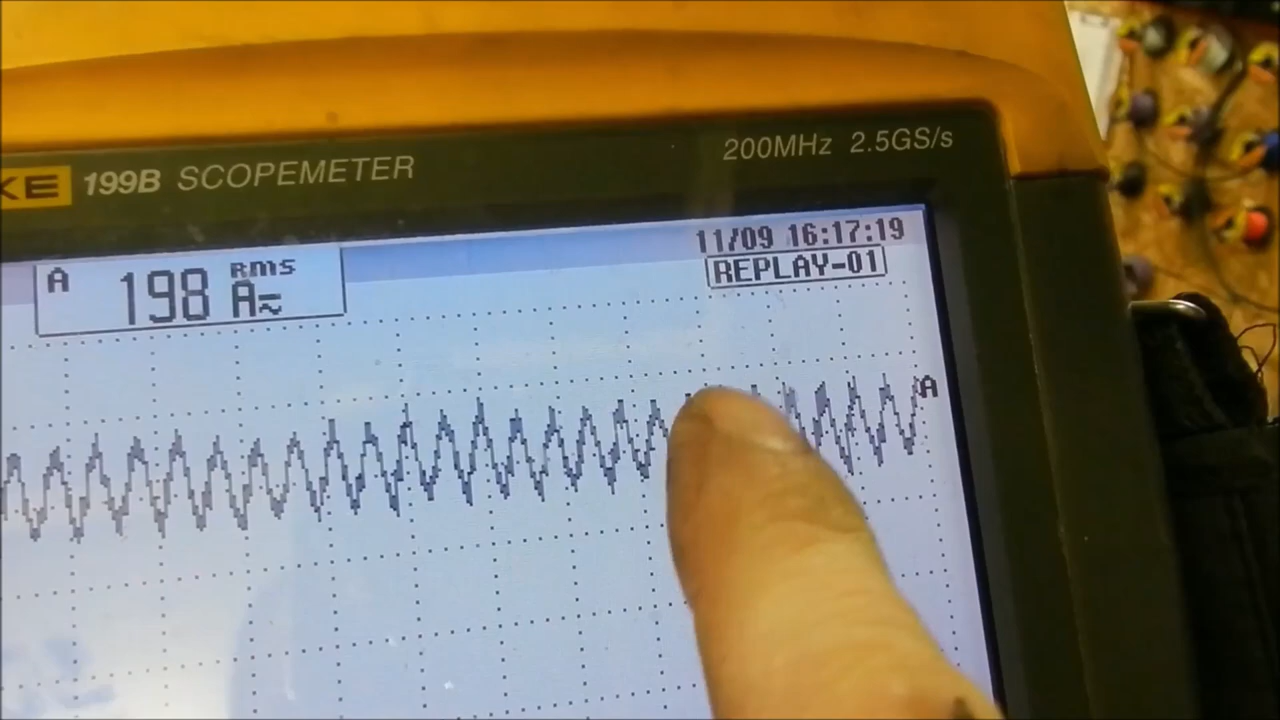 KE 199B SCOPEMETER
200MHz 2.5GS/s
A 198 RMS A≂
11/09 16:17:19
REPLAY-01
A